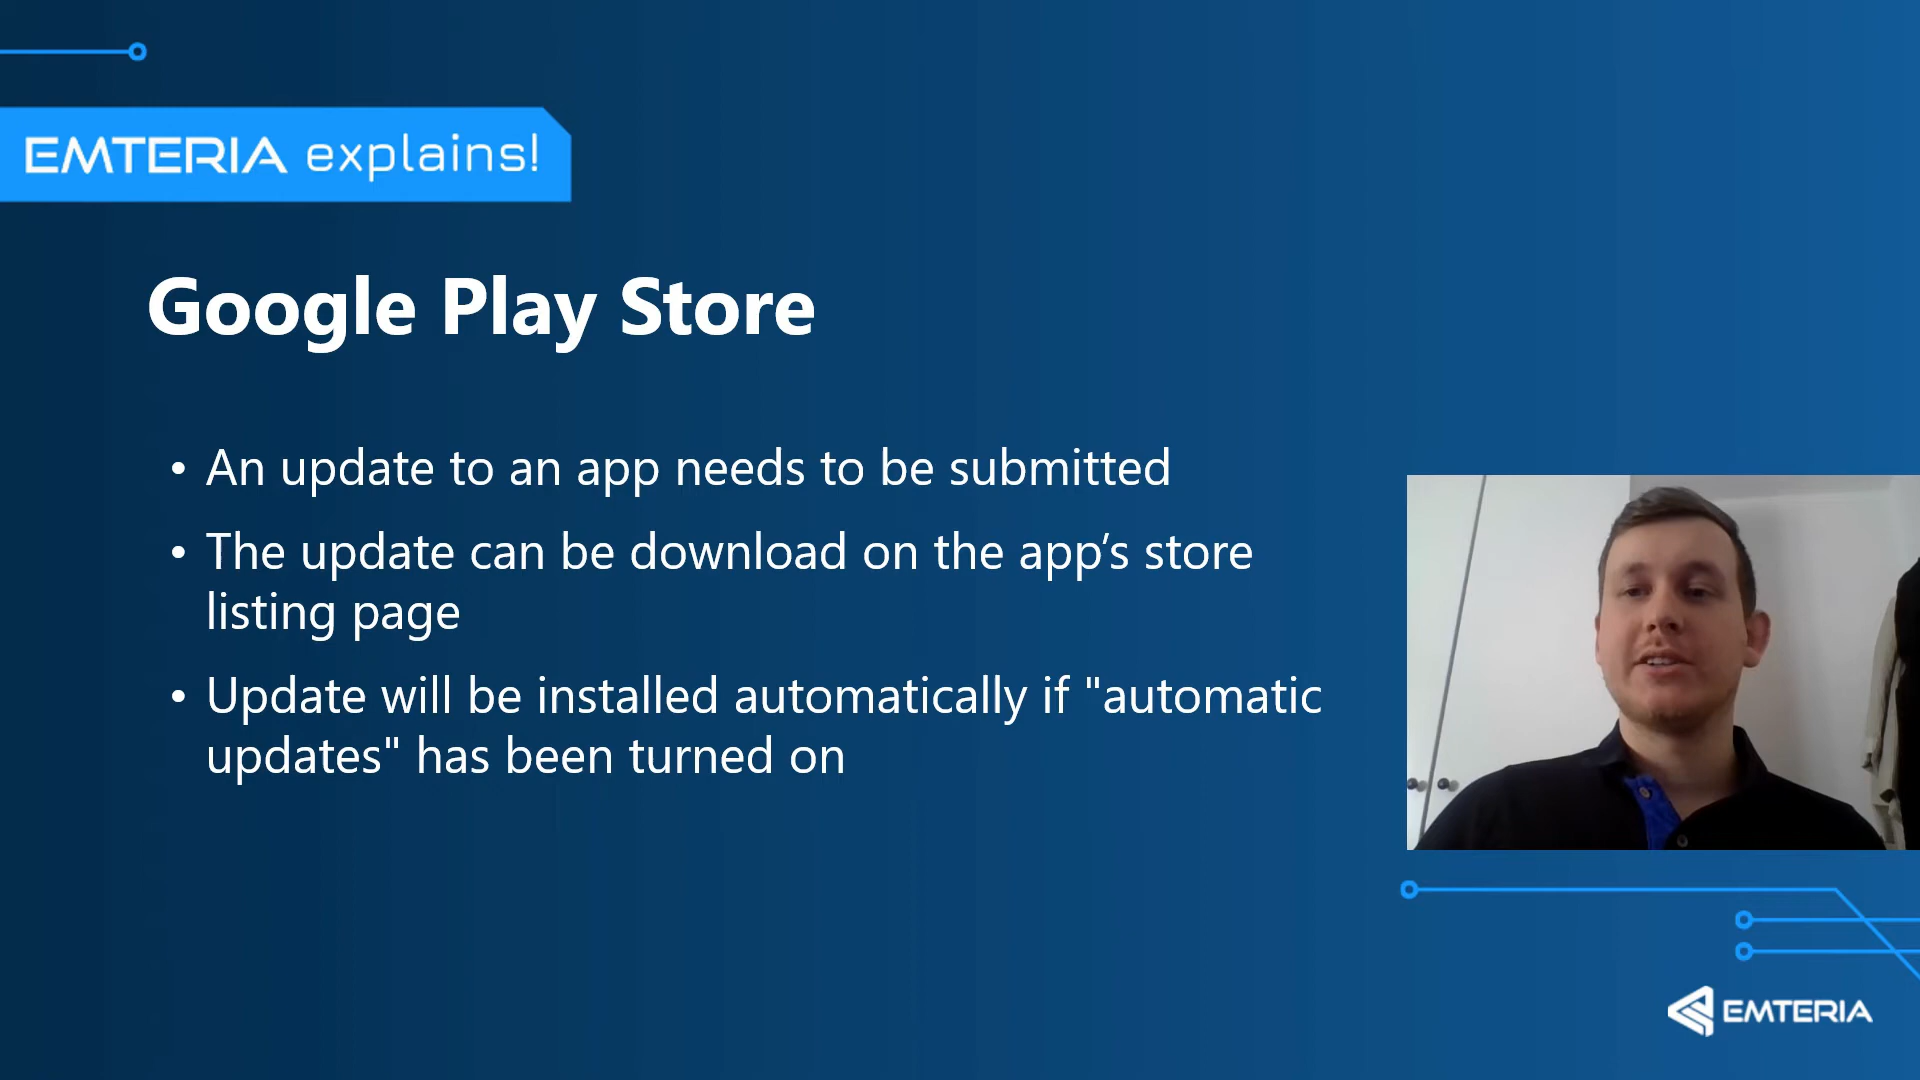 EMTERIA explains!
Google Play Store
• An update to an app needs to be submitted
• The update can be download on the app’s store
listing page
• Update will be installed automatically if "automatic
updates" has been turned on
EMTERIA